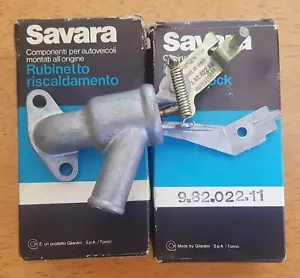 Savara
Componenti per autoveicoli
montati all'origine
Rubinetto
riscaldamento
È un prodotto Gilardini S.p.A / Torino
Savara
9.82.022.11
Made by Gilardini S.p.A. / Torino